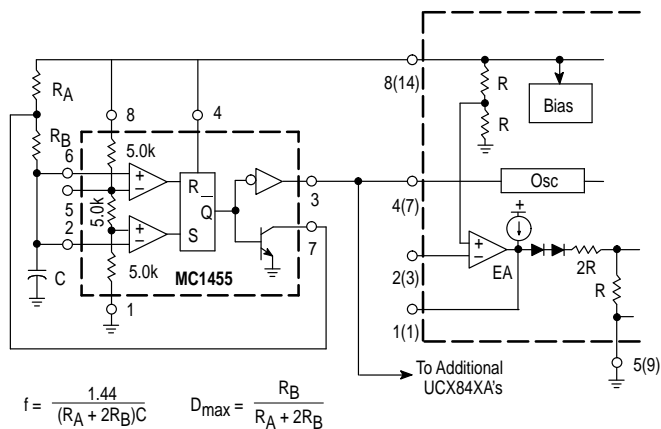 8(14)
R
R
Bias
R_A
R_B
8
4
6
5.0k
+
−
5
5.0k
R
Q̅
S
3
7
2
+
−
C
5.0k
MC1455
1
4(7)
Osc
+
2(3)
+
−
EA
2R
R
1(1)
5(9)
To Additional
UCX84XA's
f = 1.44 / (R_A + 2R_B)C
D_max = R_B / R_A + 2R_B